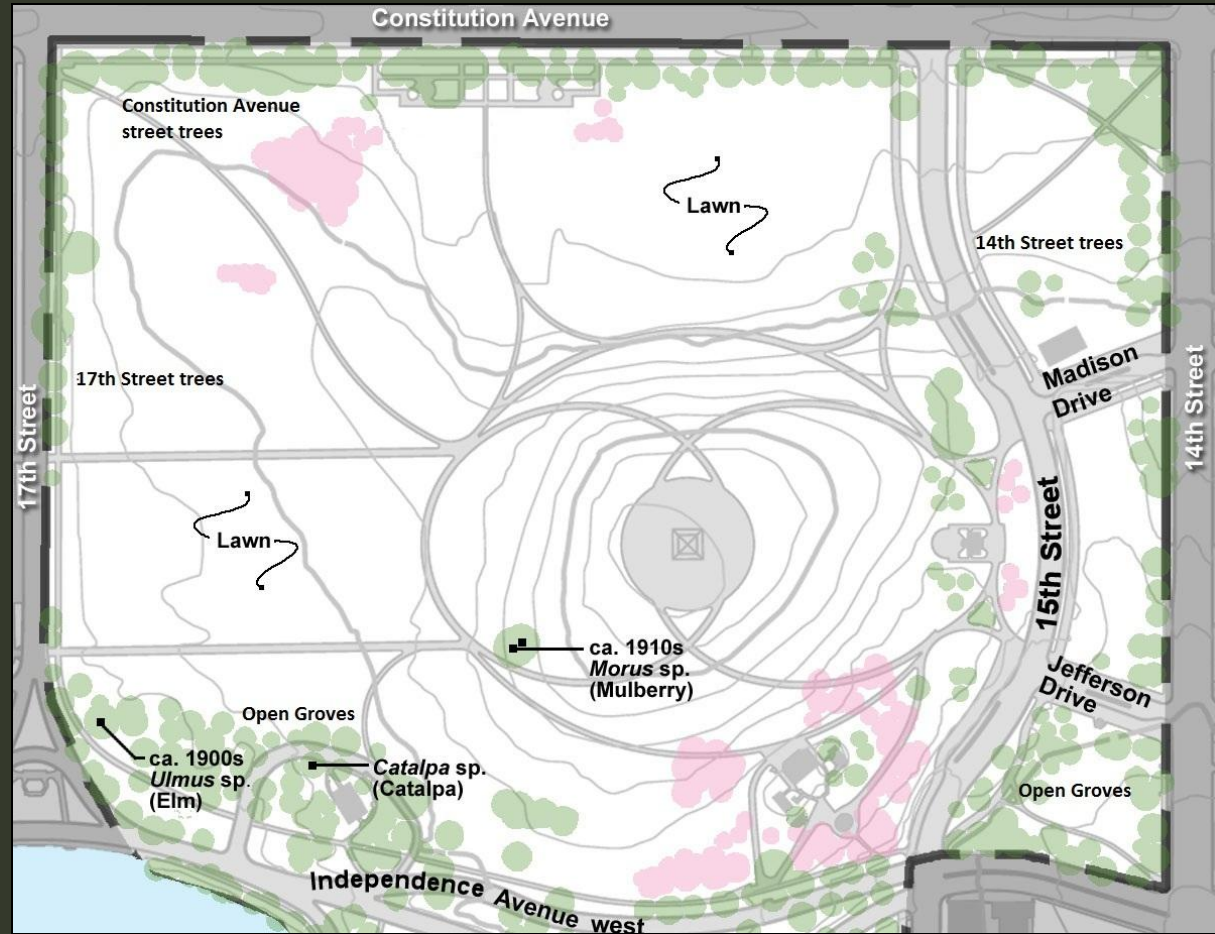 Constitution Avenue
Constitution Avenue
street trees
Lawn
14th Street trees
17th Street trees
Madison
Drive
17th Street
14th Street
15th Street
Lawn
ca. 1910s
Morus sp.
(Mulberry)
Jefferson
Drive
Open Groves
ca. 1900s
Ulmus sp.
(Elm)
Catalpa sp.
(Catalpa)
Open Groves
Independence Avenue west